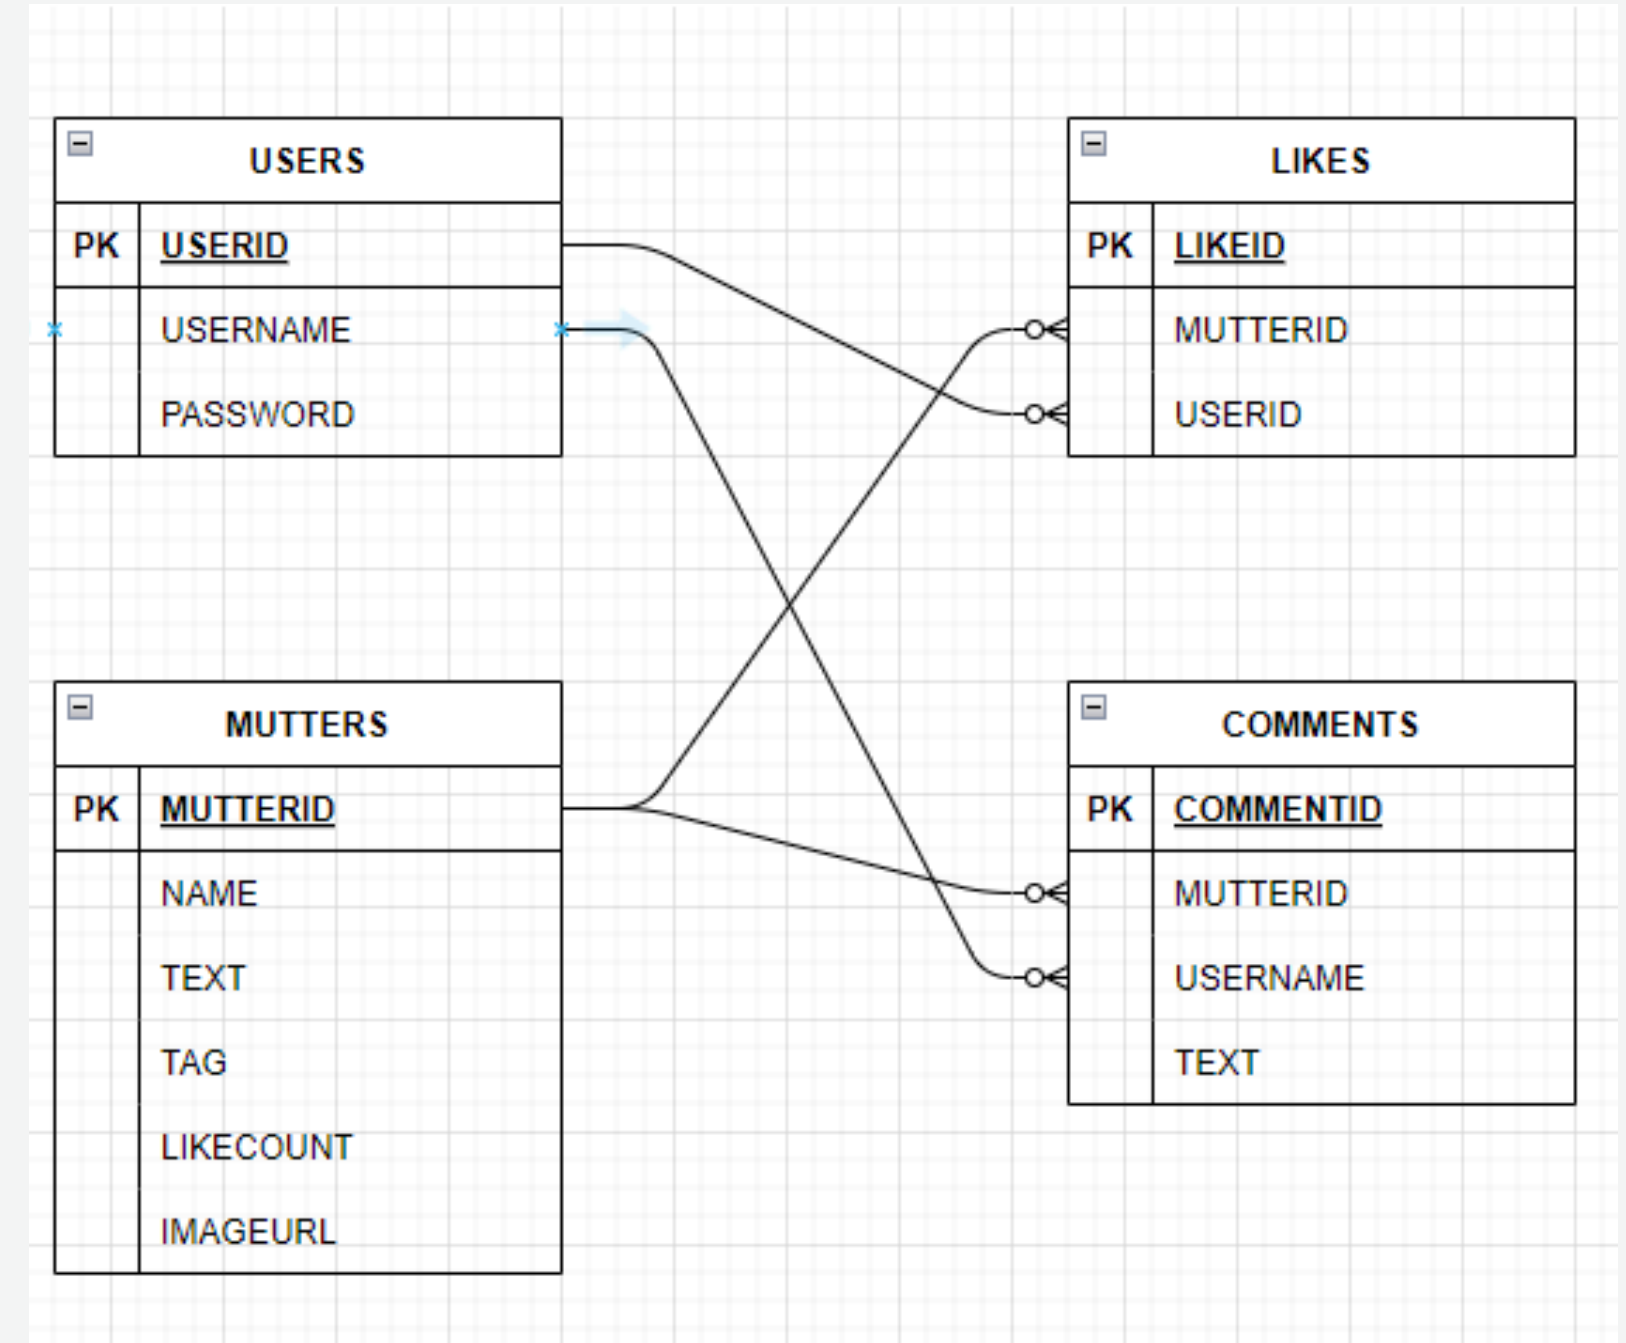 USERS
PK USERID
USERNAME
PASSWORD
LIKES
PK LIKEID
MUTTERID
USERID
MUTTERS
PK MUTTERID
NAME
TEXT
TAG
LIKECOUNT
IMAGEURL
COMMENTS
PK COMMENTID
MUTTERID
USERNAME
TEXT